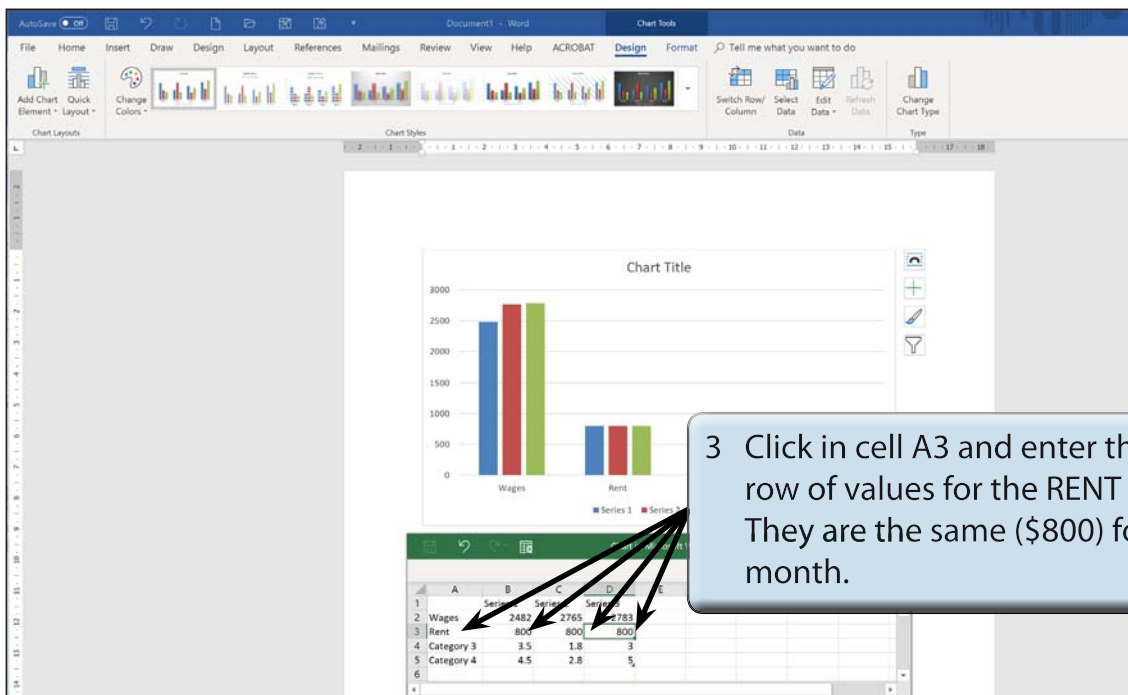 AutoSave Off Document1 - Word Chart Tools
File Home Insert Draw Design Layout References Mailings Review View Help ACROBAT Design Format Tell me what you want to do
Add Chart Element Quick Layout Change Colors Switch Row/ Column Select Data Edit Data Refresh Data Change Chart Type
Chart Layouts Chart Styles Data Type
Chart Title
3000
2500
2000
1500
1000
500
0
Wages Rent
Series 1 Series
3 Click in cell A3 and enter th
row of values for the RENT
They are the same ($800) fo
month.
A B C D E
1
2 Wages 2482 2765 2783
3 Rent 800 800 800
4 Category 3 3.5 1.8 3
5 Category 4 4.5 2.8 5
6